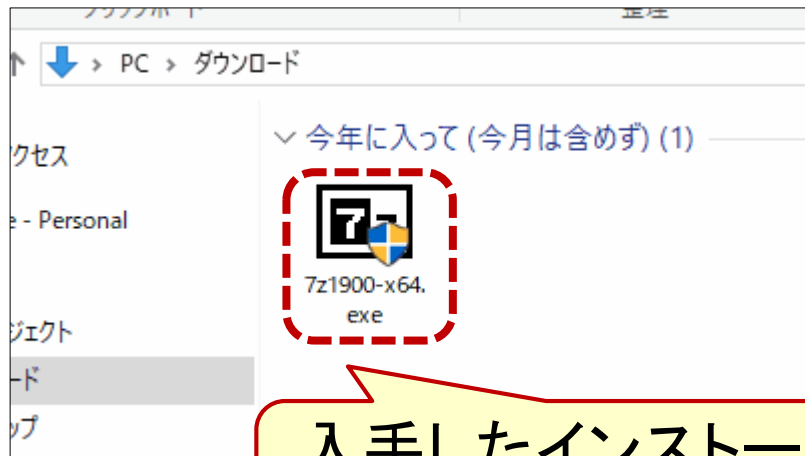 PC > ダウンロード
今年に入って (今月は含めず) (1)
クセス
- Personal
7z1900-x64.
exe
ジェクト
ード
ップ
入手したインストー